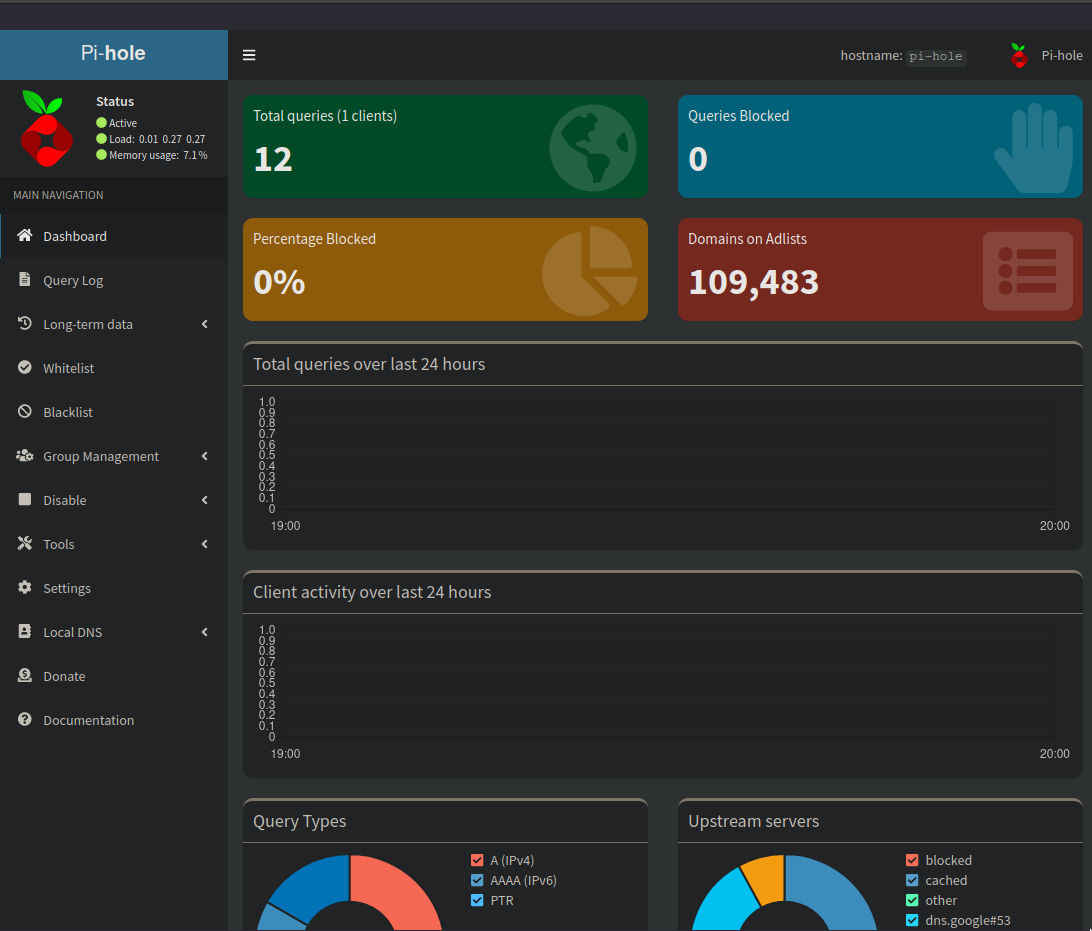 Pi-hole
hostname: pi-hole
Pi-hole
Status
Active
Load: 0.01 0.27 0.27
Memory usage: 7.1 %
MAIN NAVIGATION
Dashboard
Query Log
Long-term data
Whitelist
Blacklist
Group Management
Disable
Tools
Settings
Local DNS
Donate
Documentation
Total queries (1 clients)
12
Queries Blocked
0
Percentage Blocked
0%
Domains on Adlists
109,483
Total queries over last 24 hours
1.0
0.9
0.8
0.7
0.6
0.5
0.4
0.3
0.2
0.1
0
19:00
20:00
Client activity over last 24 hours
1.0
0.9
0.8
0.7
0.6
0.5
0.4
0.3
0.2
0.1
0
19:00
20:00
Query Types
A (IPv4)
AAAA (IPv6)
PTR
Upstream servers
blocked
cached
other
dns.google#53